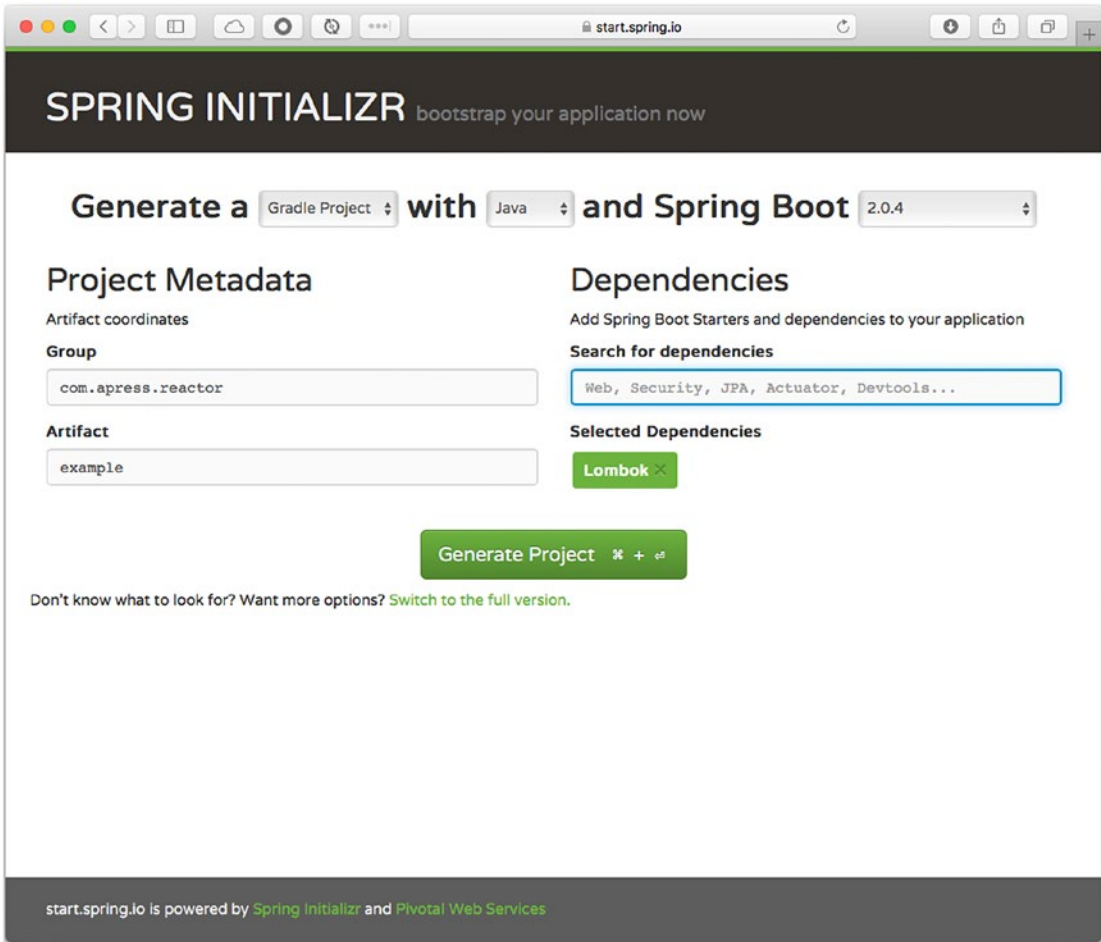 start.spring.io
SPRING INITIALIZR bootstrap your application now
Generate a Gradle Project with Java and Spring Boot 2.0.4
Project Metadata
Artifact coordinates
Group
com.apress.reactor
Artifact
example
Dependencies
Add Spring Boot Starters and dependencies to your application
Search for dependencies
Web, Security, JPA, Actuator, Devtools...
Selected Dependencies
Lombok ×
Generate Project ⌘ + ⏎
Don't know what to look for? Want more options? Switch to the full version.
start.spring.io is powered by Spring Initializr and Pivotal Web Services